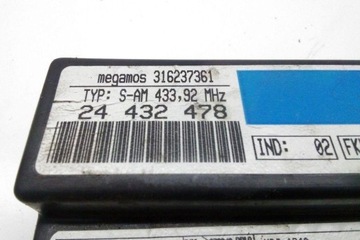 megamos 316237361
TYP: S-AM 433,92 MHz
24 432 478
IND: 02